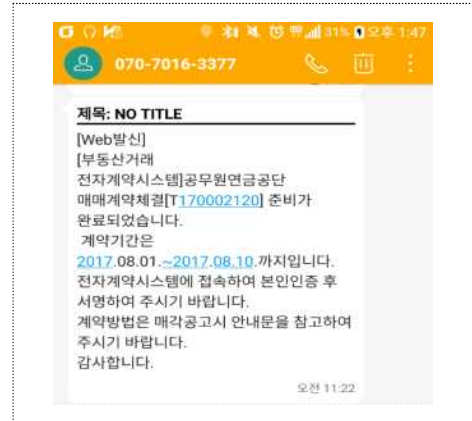 31% 오후 1:47
070-7016-3377
제목: NO TITLE
[Web발신]
[부동산거래
전자계약시스템]공무원연금공단
매매계약체결[T170002120] 준비가
완료되었습니다.
계약기간은
2017.08.01.~2017.08.10.까지입니다.
전자계약시스템에 접속하여 본인인증 후
서명하여 주시기 바랍니다.
계약방법은 매각공고시 안내문을 참고하여
주시기 바랍니다.
감사합니다.
오전 11:22